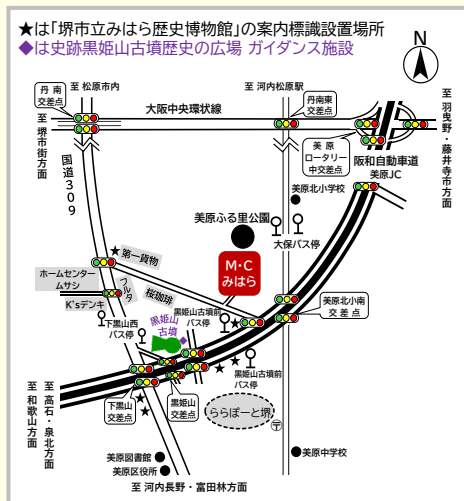 ★は「堺市立みはら歴史博物館」の案内標識設置場所
◆は史跡黒姫山古墳歴史の広場 ガイダンス施設
N
至 松原市内
至 河内松原駅
丹 南
交差点
大阪中央環状線
丹南東
交差点
至 羽曳野・藤井寺市方面
至 堺市街方面
美 原
ロータリー
中交差点
阪和自動車道
美原JC
国道309
美原北小学校
美原ふる里公園
大保バス停
★
第一貨物
M・C
みはら
ホームセンター
ムサシ
K'sデンキ
フルタ
桜珈琲
下黒山西
バス停
黒姫山
古墳
◆
黒姫山古墳前
バス停
★
美原北小南
交 差 点
黒姫山古墳前
バス停
★
★
至 和歌山方面
至 高石・泉北方面
下黒山
交差点
★
★
黒姫山
交差点
ららぽーと堺
〒
美原図書館
美原区役所
美原中学校
至 河内長野・富田林方面